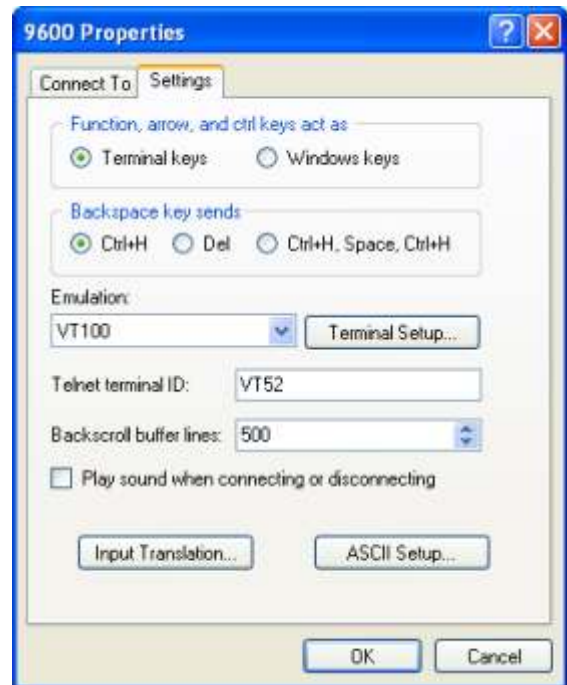 9600 Properties
Connect To Settings
Function, arrow, and ctrl keys act as
Terminal keys Windows keys
Backspace key sends
Ctrl+H Del Ctrl+H, Space, Ctrl+H
Emulation:
VT100 Terminal Setup...
Telnet terminal ID: VT52
Backscroll buffer lines: 500
Play sound when connecting or disconnecting
Input Translation... ASCII Setup...
OK Cancel